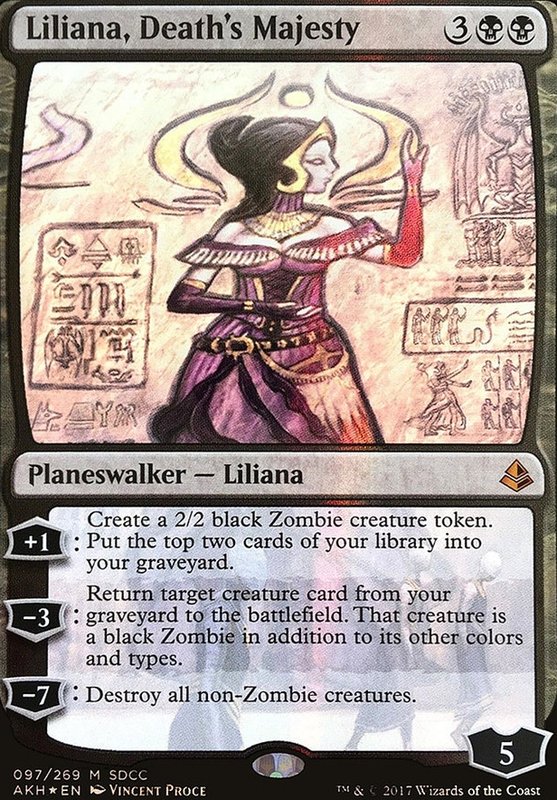 Liliana, Death's Majesty 3
Planeswalker — Liliana
Create a 2/2 black Zombie creature token.
+1 : Put the top two cards of your library into
your graveyard.
Return target creature card from your
−3 : graveyard to the battlefield. That creature is
a black Zombie in addition to its other colors
and types.
−7 : Destroy all non-Zombie creatures.
5
097/269 M SDCC
AKH★EN VINCENT PROCE
™ & © 2017 Wizards of the Coast